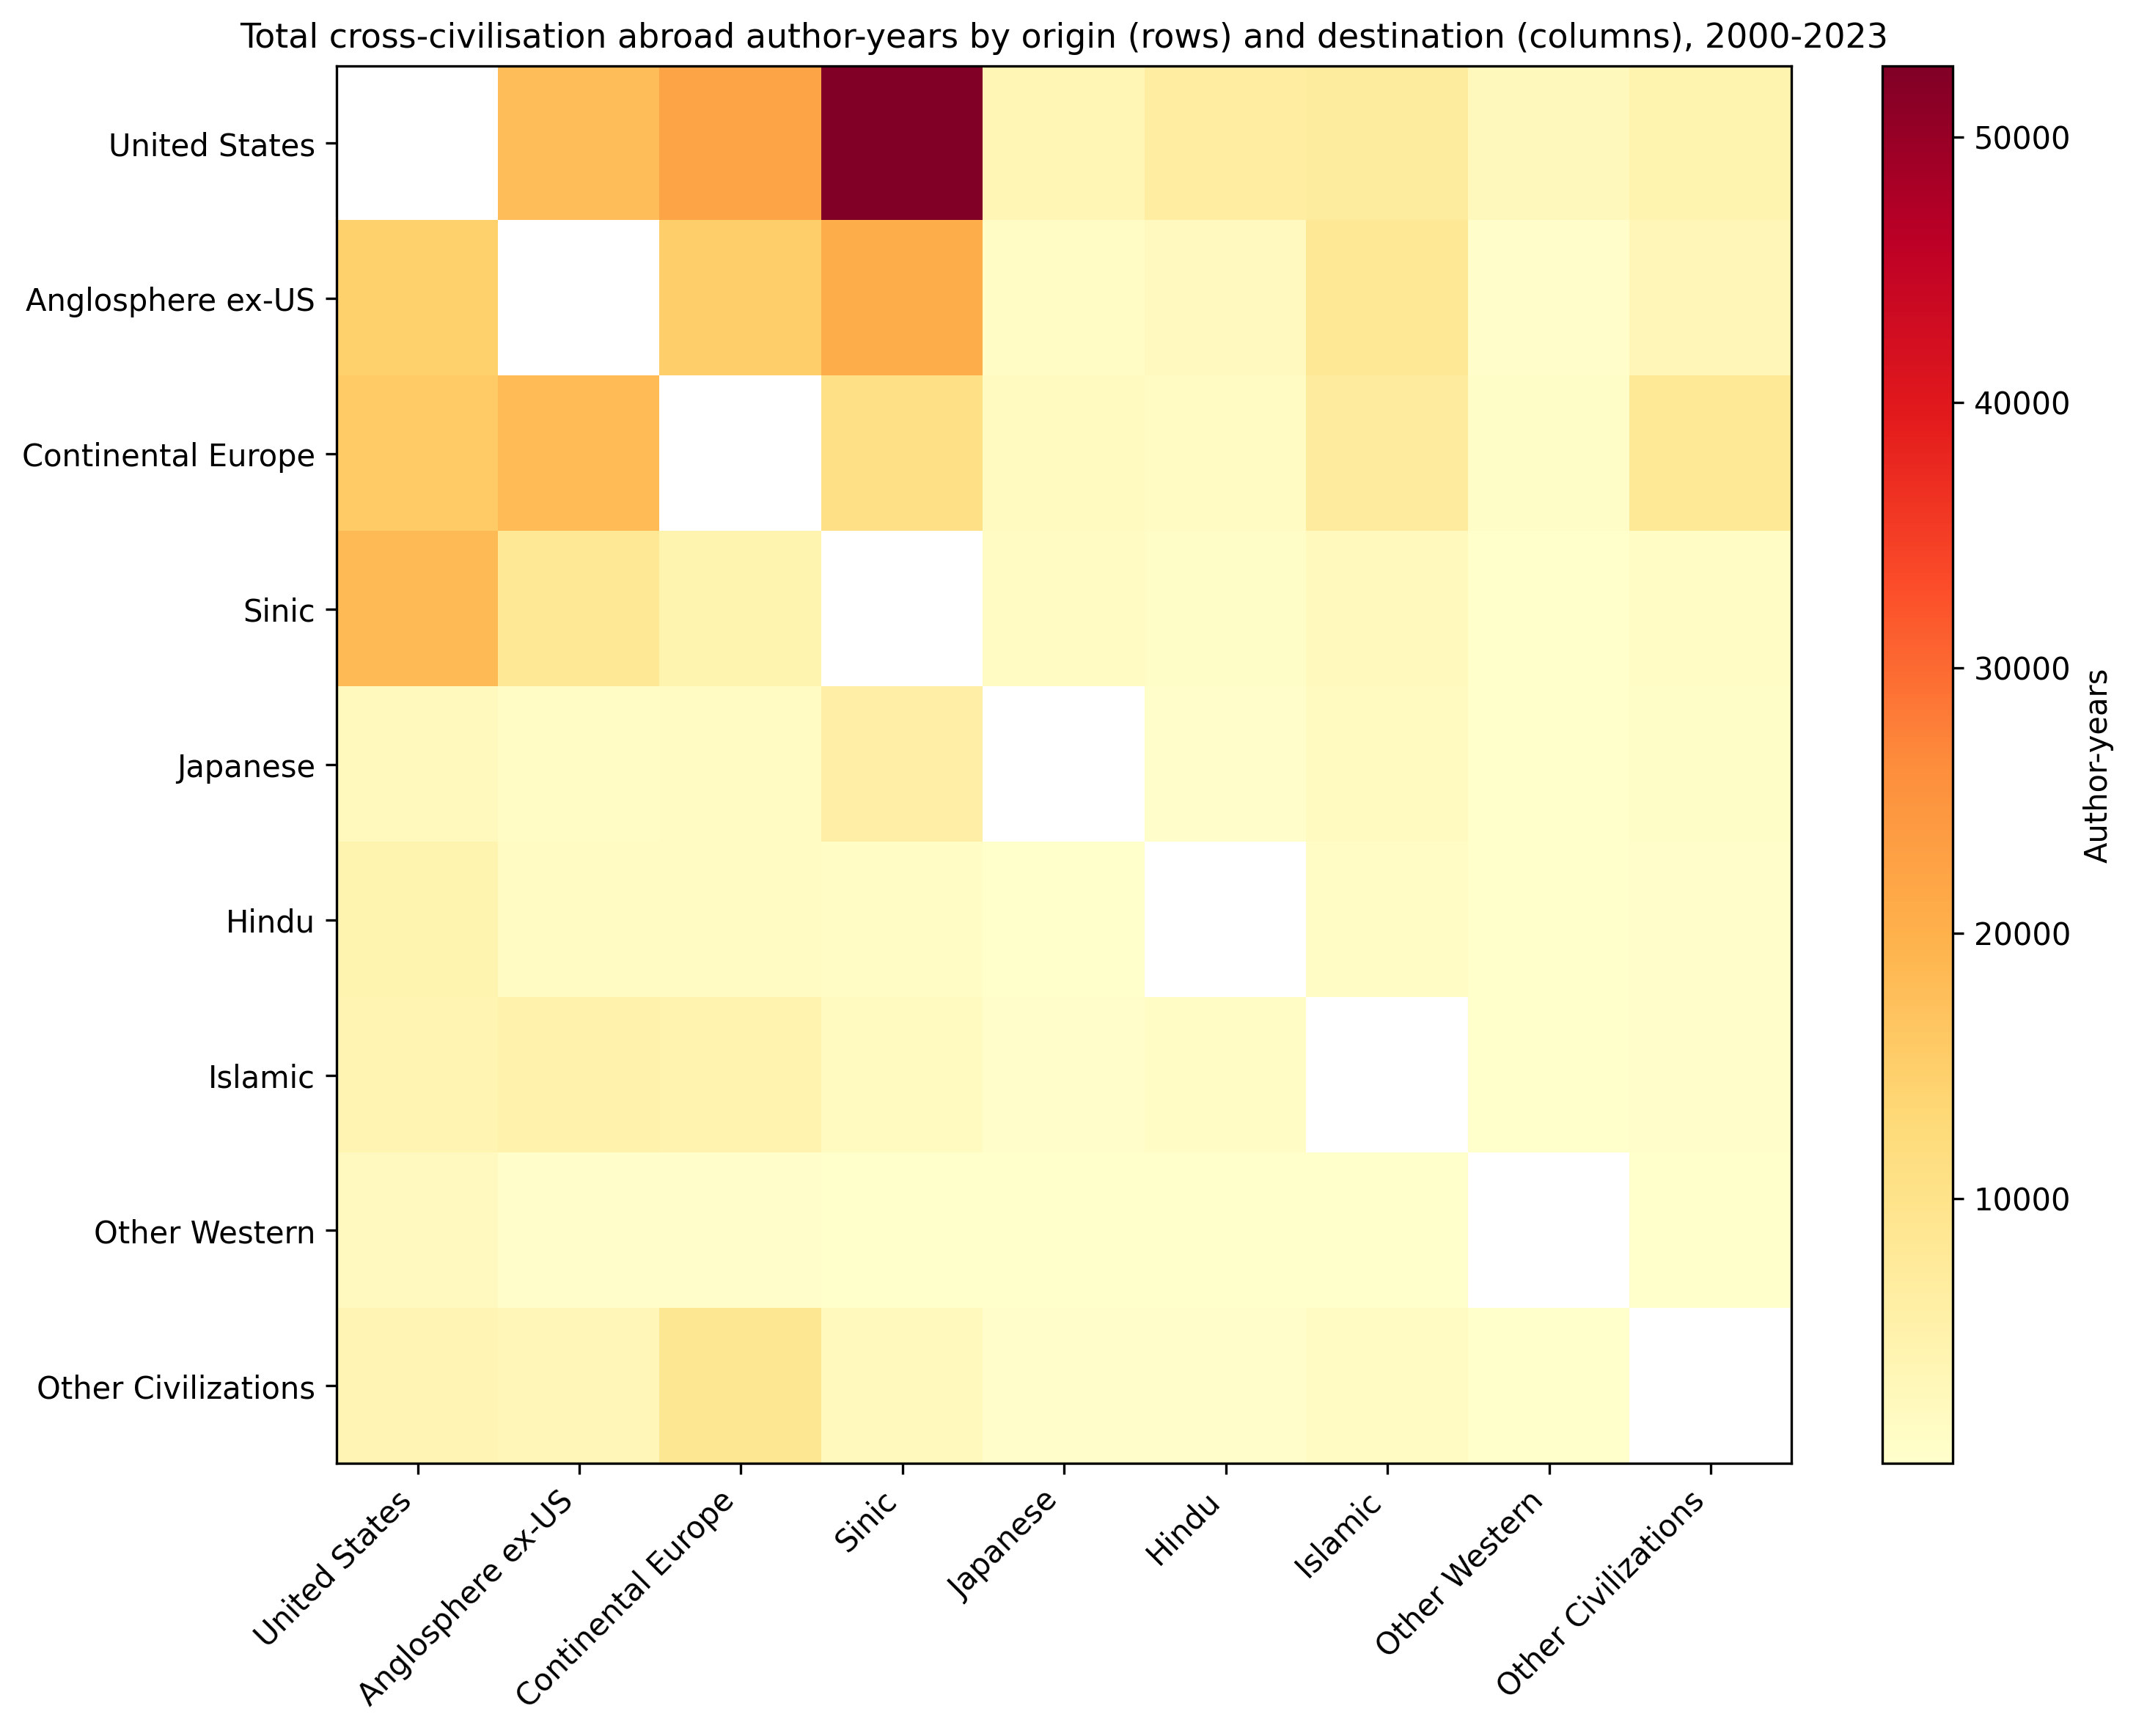 Total cross-civilisation abroad author-years by origin (rows) and destination (columns), 2000-2023
United States
Anglosphere ex-US
Continental Europe
Sinic
Japanese
Hindu
Islamic
Other Western
Other Civilizations
United States
Anglosphere ex-US
Continental Europe
Sinic
Japanese
Hindu
Islamic
Other Western
Other Civilizations
50000
40000
30000
20000
10000
Author-years